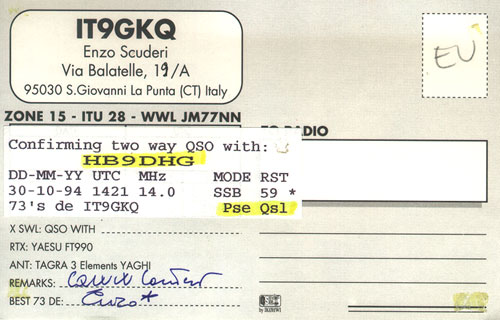 IT9GKQ
Enzo Scuderi
Via Balatelle, 19/A
95030 S.Giovanni La Punta (CT) Italy
EU
ZONE 15 - ITU 28 - WWL JM77NN
RADIO
Confirming two way QSO with:
HB9DHG
DD-MM-YY UTC MHz MODE RST
30-10-94 1421 14.0 SSB 59 *
73's de IT9GKQ Pse Qsl
X SWL: QSO WITH
RTX: YAESU FT990
ANT: TAGRA 3 Elements YAGHI
REMARKS: CQWW Contest
BEST 73 DE: Enzo